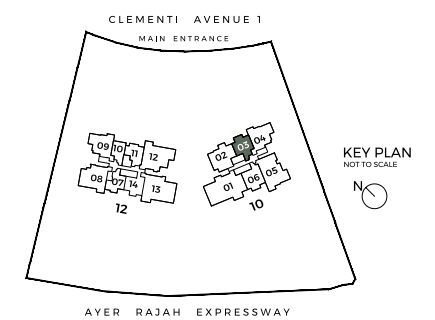 CLEMENTI AVENUE 1
MAIN ENTRANCE
09 10 11 12
08 07 14 13
12
02 03 04
01 06 05
10
KEY PLAN
NOT TO SCALE
N
AYER RAJAH EXPRESSWAY